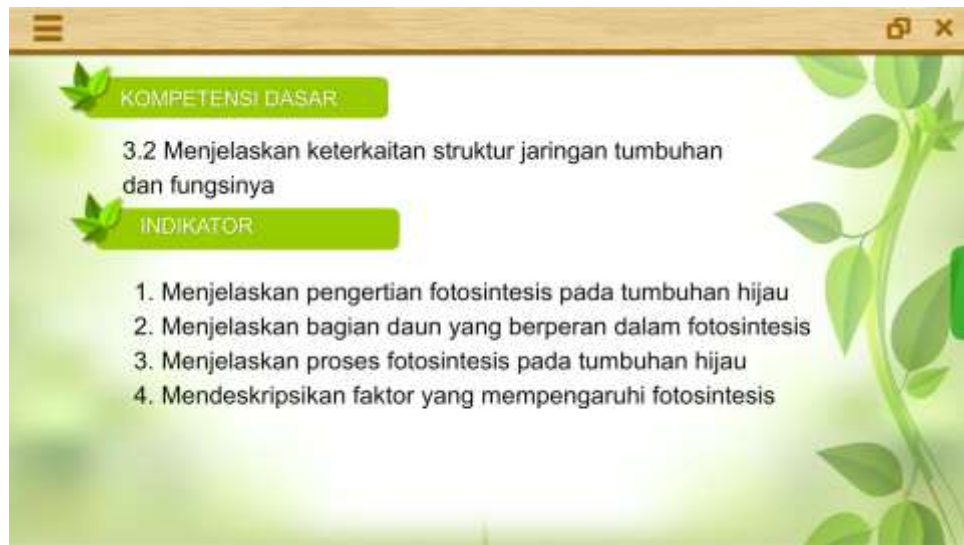 KOMPETENSI DASAR
3.2 Menjelaskan keterkaitan struktur jaringan tumbuhan
dan fungsinya
INDIKATOR
1. Menjelaskan pengertian fotosintesis pada tumbuhan hijau
2. Menjelaskan bagian daun yang berperan dalam fotosintesis
3. Menjelaskan proses fotosintesis pada tumbuhan hijau
4. Mendeskripsikan faktor yang mempengaruhi fotosintesis